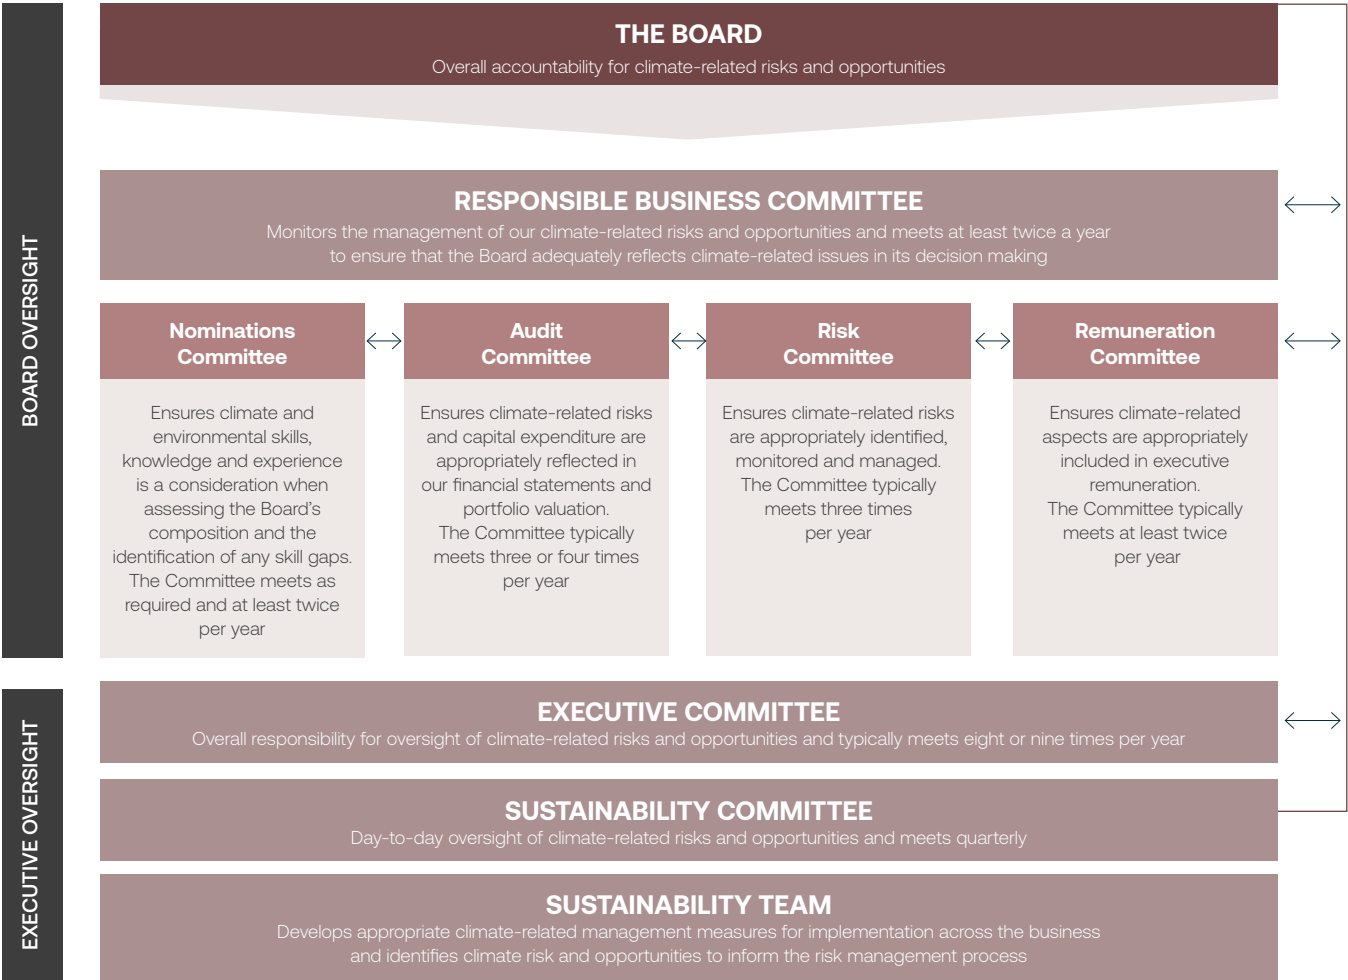 THE BOARD
Overall accountability for climate-related risks and opportunities
BOARD OVERSIGHT
RESPONSIBLE BUSINESS COMMITTEE
Monitors the management of our climate-related risks and opportunities and meets at least twice a year
to ensure that the Board adequately reflects climate-related issues in its decision making
Nominations
Committee
Ensures climate and
environmental skills,
knowledge and experience
is a consideration when
assessing the Board’s
composition and the
identification of any skill gaps.
The Committee meets as
required and at least twice
per year
Audit
Committee
Ensures climate-related risks
and capital expenditure are
appropriately reflected in
our financial statements and
portfolio valuation.
The Committee typically
meets three or four times
per year
Risk
Committee
Ensures climate-related risks
are appropriately identified,
monitored and managed.
The Committee typically
meets three times
per year
Remuneration
Committee
Ensures climate-related
aspects are appropriately
included in executive
remuneration.
The Committee typically
meets at least twice
per year
EXECUTIVE OVERSIGHT
EXECUTIVE COMMITTEE
Overall responsibility for oversight of climate-related risks and opportunities and typically meets eight or nine times per year
SUSTAINABILITY COMMITTEE
Day-to-day oversight of climate-related risks and opportunities and meets quarterly
SUSTAINABILITY TEAM
Develops appropriate climate-related management measures for implementation across the business
and identifies climate risk and opportunities to inform the risk management process